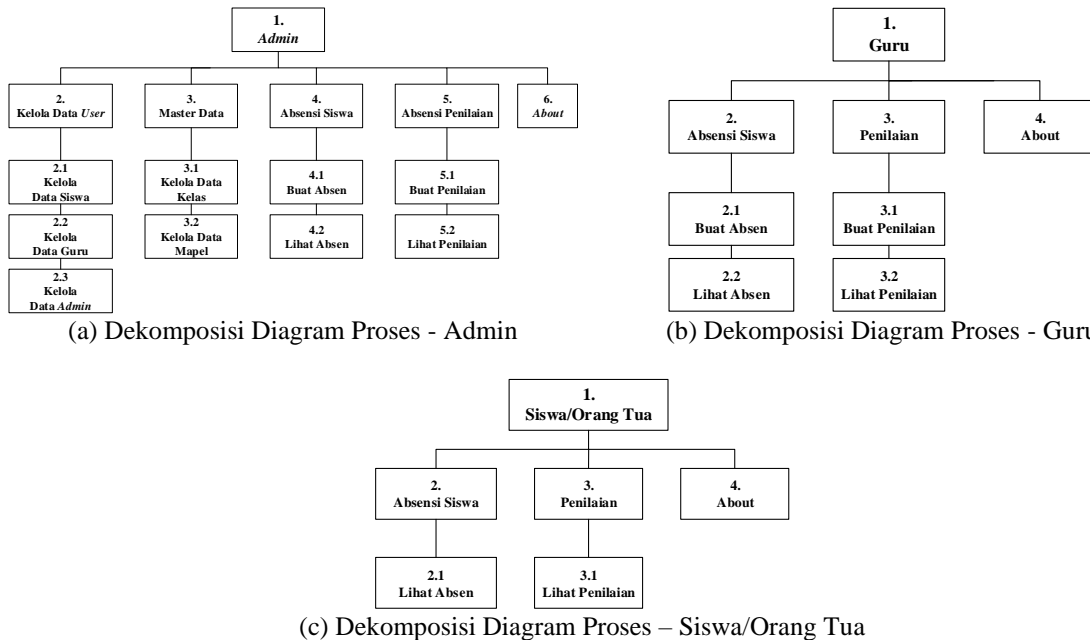 1.
Admin
2.
Kelola Data User
3.
Master Data
4.
Absensi Siswa
5.
Absensi Penilaian
6.
About
2.1
Kelola
Data Siswa
3.1
Kelola Data
Kelas
4.1
Buat Absen
5.1
Buat Penilaian
2.2
Kelola
Data Guru
3.2
Kelola Data
Mapel
4.2
Lihat Absen
5.2
Lihat Penilaian
2.3
Kelola
Data Admin
(a) Dekomposisi Diagram Proses - Admin
1.
Guru
2.
Absensi Siswa
3.
Penilaian
4.
About
2.1
Buat Absen
3.1
Buat Penilaian
2.2
Lihat Absen
3.2
Lihat Penilaian
(b) Dekomposisi Diagram Proses - Guru
1.
Siswa/Orang Tua
2.
Absensi Siswa
3.
Penilaian
4.
About
2.1
Lihat Absen
3.1
Lihat Penilaian
(c) Dekomposisi Diagram Proses – Siswa/Orang Tua